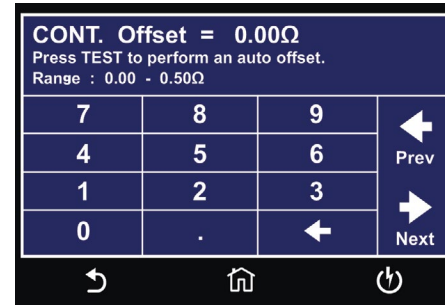 CONT. Offset = 0.00Ω
Press TEST to perform an auto offset.
Range : 0.00 - 0.50Ω
7 8 9
4 5 6
Prev
1 2 3
0 .
Next